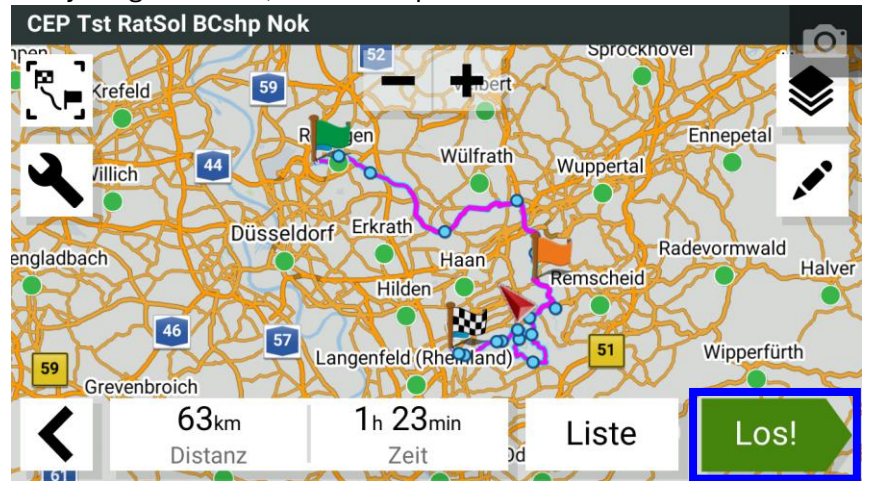 CEP Tst RatSol BCshp Nok
52
Sprockhövel
Krefeld
59
Ennepetal
Willich
44
Wülfrath
Wuppertal
Düsseldorf
Erkrath
Haan
Radevormwald
Halver
Hilden
Remscheid
46
57
51
Langenfeld (Rheinland)
Wipperfürth
59
Grevenbroich
63km
Distanz
1h 23min
Zeit
Liste
Los!
61